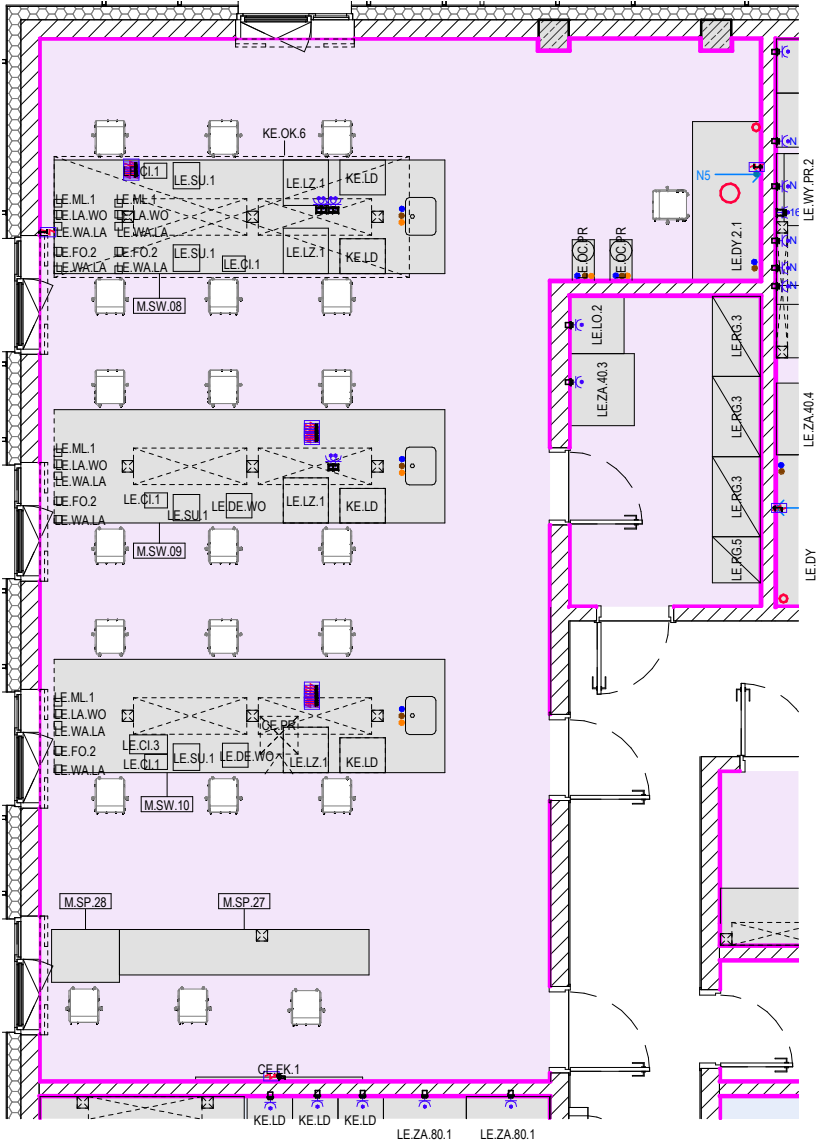 KE.OK.6
LE.CI.1
LE.SU.1
LE.LZ.1
KE.LD
LE.ML.1 LE.ML.1
LE.LA.WO LE.LA.WO
LE.WA.LA LE.WA.LA
LE.FO.2 LE.FO.2
LE.WA.LA LE.WA.LA
LE.SU.1
LE.CI.1
LE.LZ.1
KE.LD
M.SW.08
N5
LE.DY.2.1
LE.OC.PR
LE.OC.PR
LE.WY.PR.2
N
N
16
N
N
N
LE.LO.2
LE.ZA.40.3
LE.RG.3
LE.RG.3
LE.RG.3
LE.RG.5
LE.ZA.40.4
LE.DY
LE.ML.1
LE.LA.WO
LE.WA.LA
LE.FO.2
LE.WA.LA
LE.CI.1
LE.SU.1
LE.DE.WO
LE.LZ.1
KE.LD
M.SW.09
LE.ML.1
LE.LA.WO
LE.WA.LA
LE.FO.2
LE.WA.LA
LE.CI.3
LE.CI.1
LE.SU.1
LE.DE.WO
CE.PR
LE.LZ.1
KE.LD
M.SW.10
M.SP.28
M.SP.27
CE.EK.1
KE.LD
KE.LD
KE.LD
LE.ZA.80.1
LE.ZA.80.1